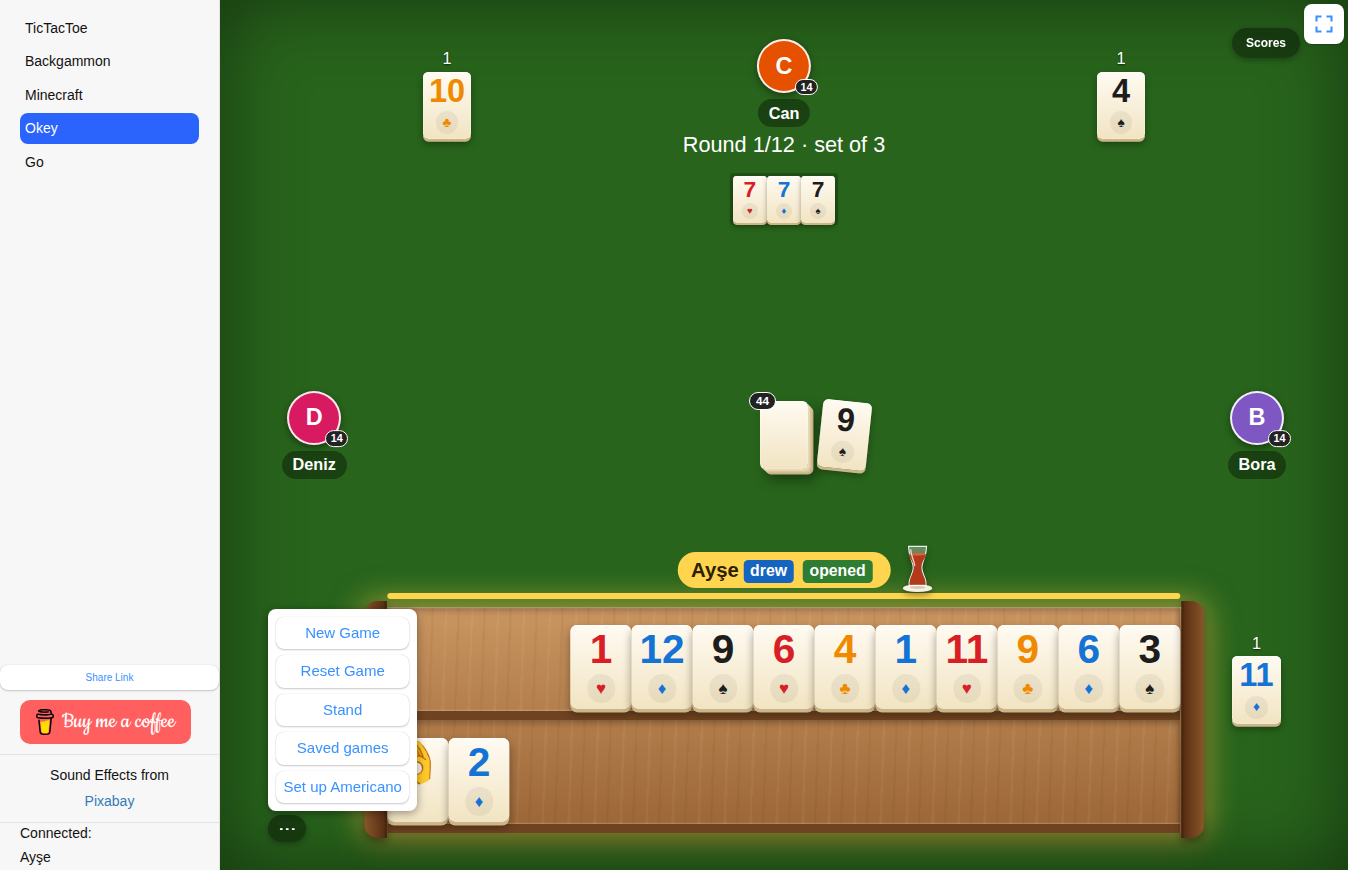 TicTacToe
Backgammon
Minecraft
Okey
Go
Share Link
Buy me a coffee
Sound Effects from
Pixabay
Connected:
Ayşe
Scores
1
10
C
14
Can
1
4
Round 1/12 · set of 3
7 7 7
D
14
Deniz
44
9
B
14
Bora
Ayşe drew opened
New Game
Reset Game
Stand
Saved games
Set up Americano
...
1 12 9 6 4 1 11 9 6 3
2
1
11